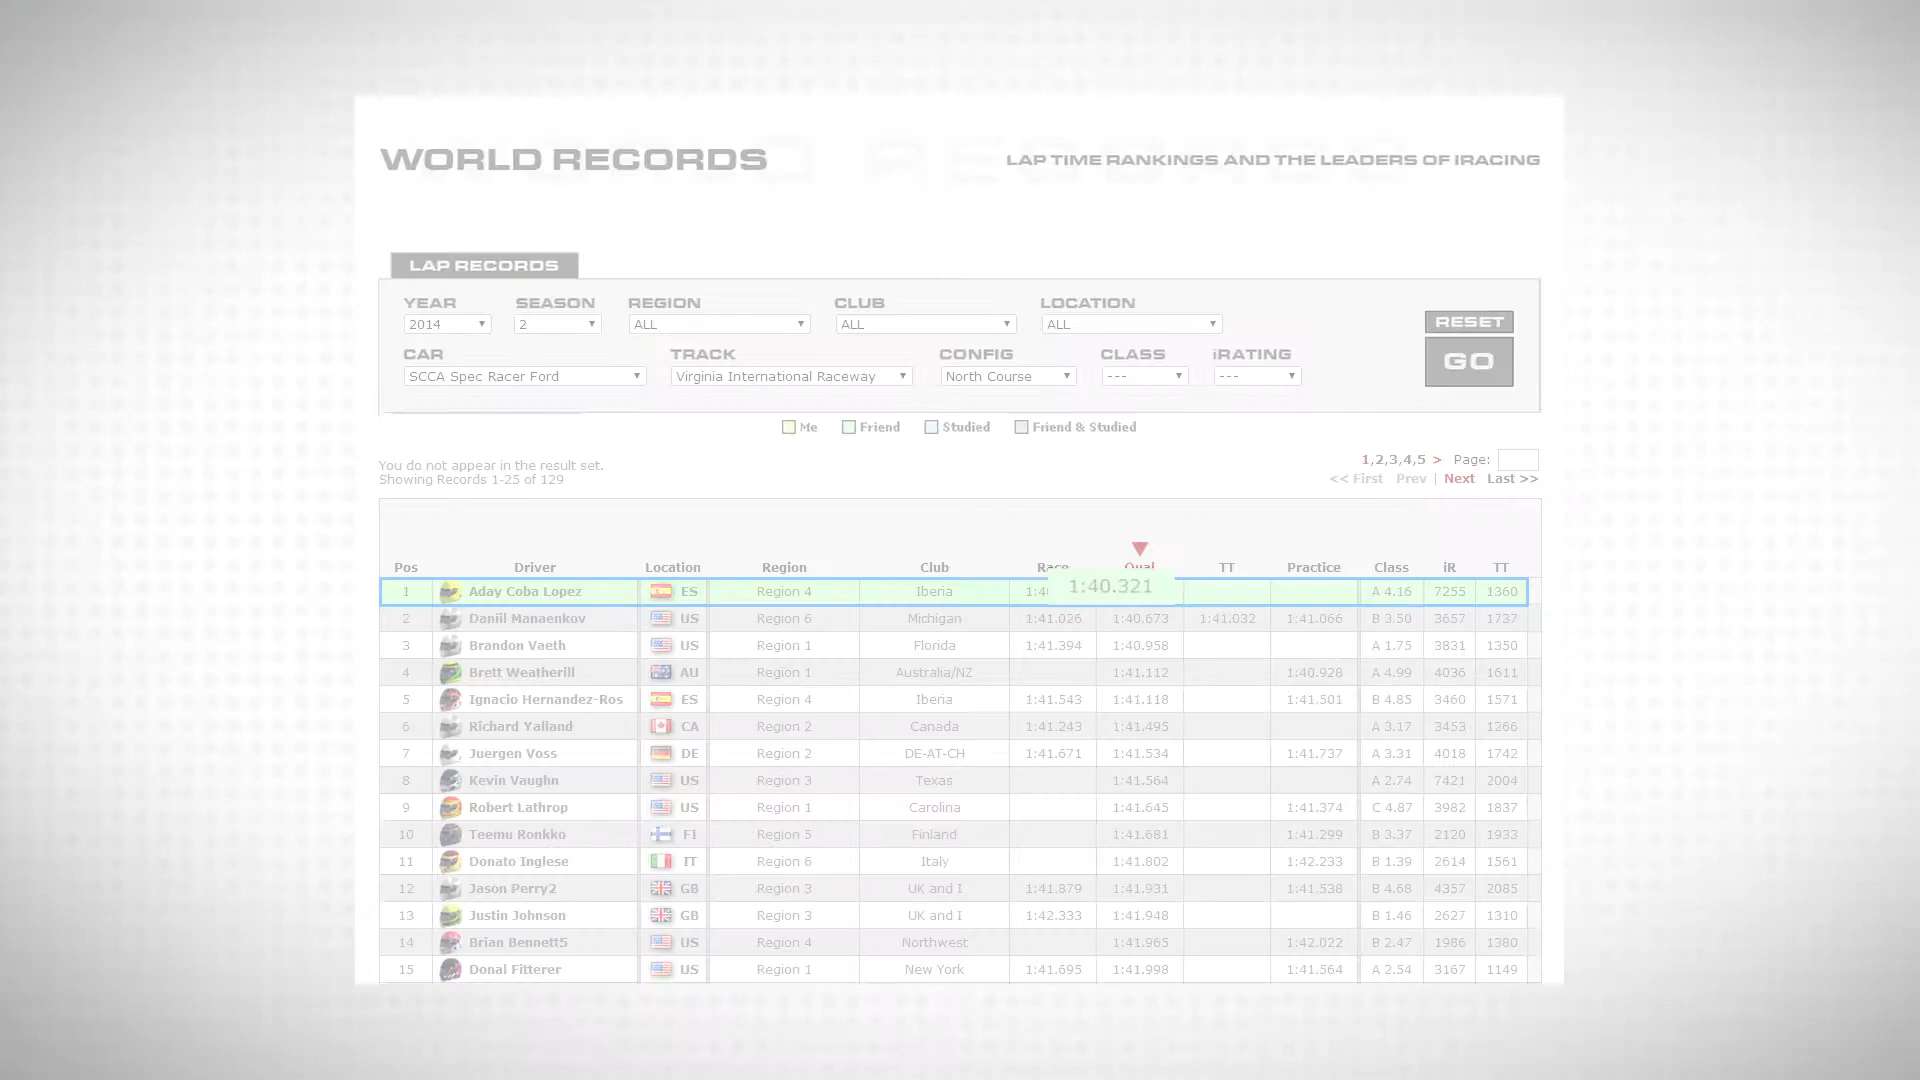 WORLD RECORDS
LAP TIME RANKINGS AND THE LEADERS OF IRACING
LAP RECORDS
YEAR SEASON REGION CLUB LOCATION
2014 2 ALL ALL ALL
RESET
CAR TRACK CONFIG CLASS iRATING
SCCA Spec Racer Ford Virginia International Raceway North Course --- ---
GO
Me Friend Studied Friend & Studied
You do not appear in the result set.
Showing Records 1-25 of 129
1,2,3,4,5 > Page:
<< First Prev | Next Last >>
Pos Driver Location Region Club Race Qual TT Practice Class iR TT
1 Aday Coba Lopez ES Region 4 Iberia 1:40.321 A 4.16 7255 1360
2 Daniil Manaenkov US Region 6 Michigan 1:41.026 1:40.673 1:41.032 1:41.066 B 3.50 3657 1737
3 Brandon Vaeth US Region 1 Florida 1:41.394 1:40.958 A 1.75 3831 1350
4 Brett Weatherill AU Region 1 Australia/NZ 1:41.112 1:40.928 A 4.99 4036 1611
5 Ignacio Hernandez-Ros ES Region 4 Iberia 1:41.543 1:41.118 1:41.501 B 4.85 3460 1571
6 Richard Yalland CA Region 2 Canada 1:41.243 1:41.495 A 3.17 3453 1266
7 Juergen Voss DE Region 2 DE-AT-CH 1:41.671 1:41.534 1:41.737 A 3.31 4018 1742
8 Kevin Vaughn US Region 3 Texas 1:41.564 A 2.74 7421 2004
9 Robert Lathrop US Region 1 Carolina 1:41.645 1:41.374 C 4.87 3982 1837
10 Teemu Ronkko FI Region 5 Finland 1:41.681 1:41.299 B 3.37 2120 1933
11 Donato Inglese IT Region 6 Italy 1:41.802 1:42.233 B 1.39 2614 1561
12 Jason Perry2 GB Region 3 UK and I 1:41.879 1:41.931 1:41.538 B 4.68 4357 2085
13 Justin Johnson GB Region 3 UK and I 1:42.333 1:41.948 B 1.46 2627 1310
14 Brian Bennett5 US Region 4 Northwest 1:41.965 1:42.022 B 2.47 1986 1380
15 Donal Fitterer US Region 1 New York 1:41.695 1:41.998 1:41.564 A 2.54 3167 1149